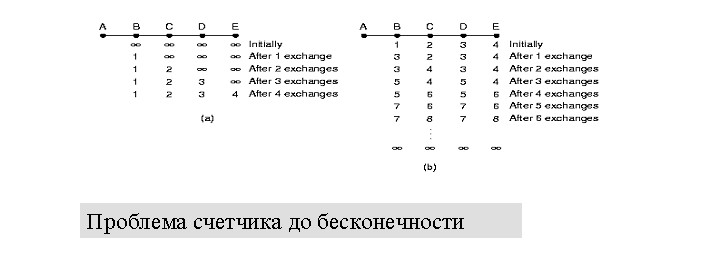 A B C D E
∞ ∞ ∞ ∞ Initially
1 ∞ ∞ ∞ After 1 exchange
1 2 ∞ ∞ After 2 exchanges
1 2 3 ∞ After 3 exchanges
1 2 3 4 After 4 exchanges
(a)
A B C D E
1 2 3 4 Initially
3 2 3 4 After 1 exchange
3 4 3 4 After 2 exchanges
5 4 5 4 After 3 exchanges
5 6 5 6 After 4 exchanges
7 6 7 6 After 5 exchanges
7 8 7 8 After 6 exchanges
⋮
∞ ∞ ∞ ∞
(b)
Проблема счетчика до бесконечности